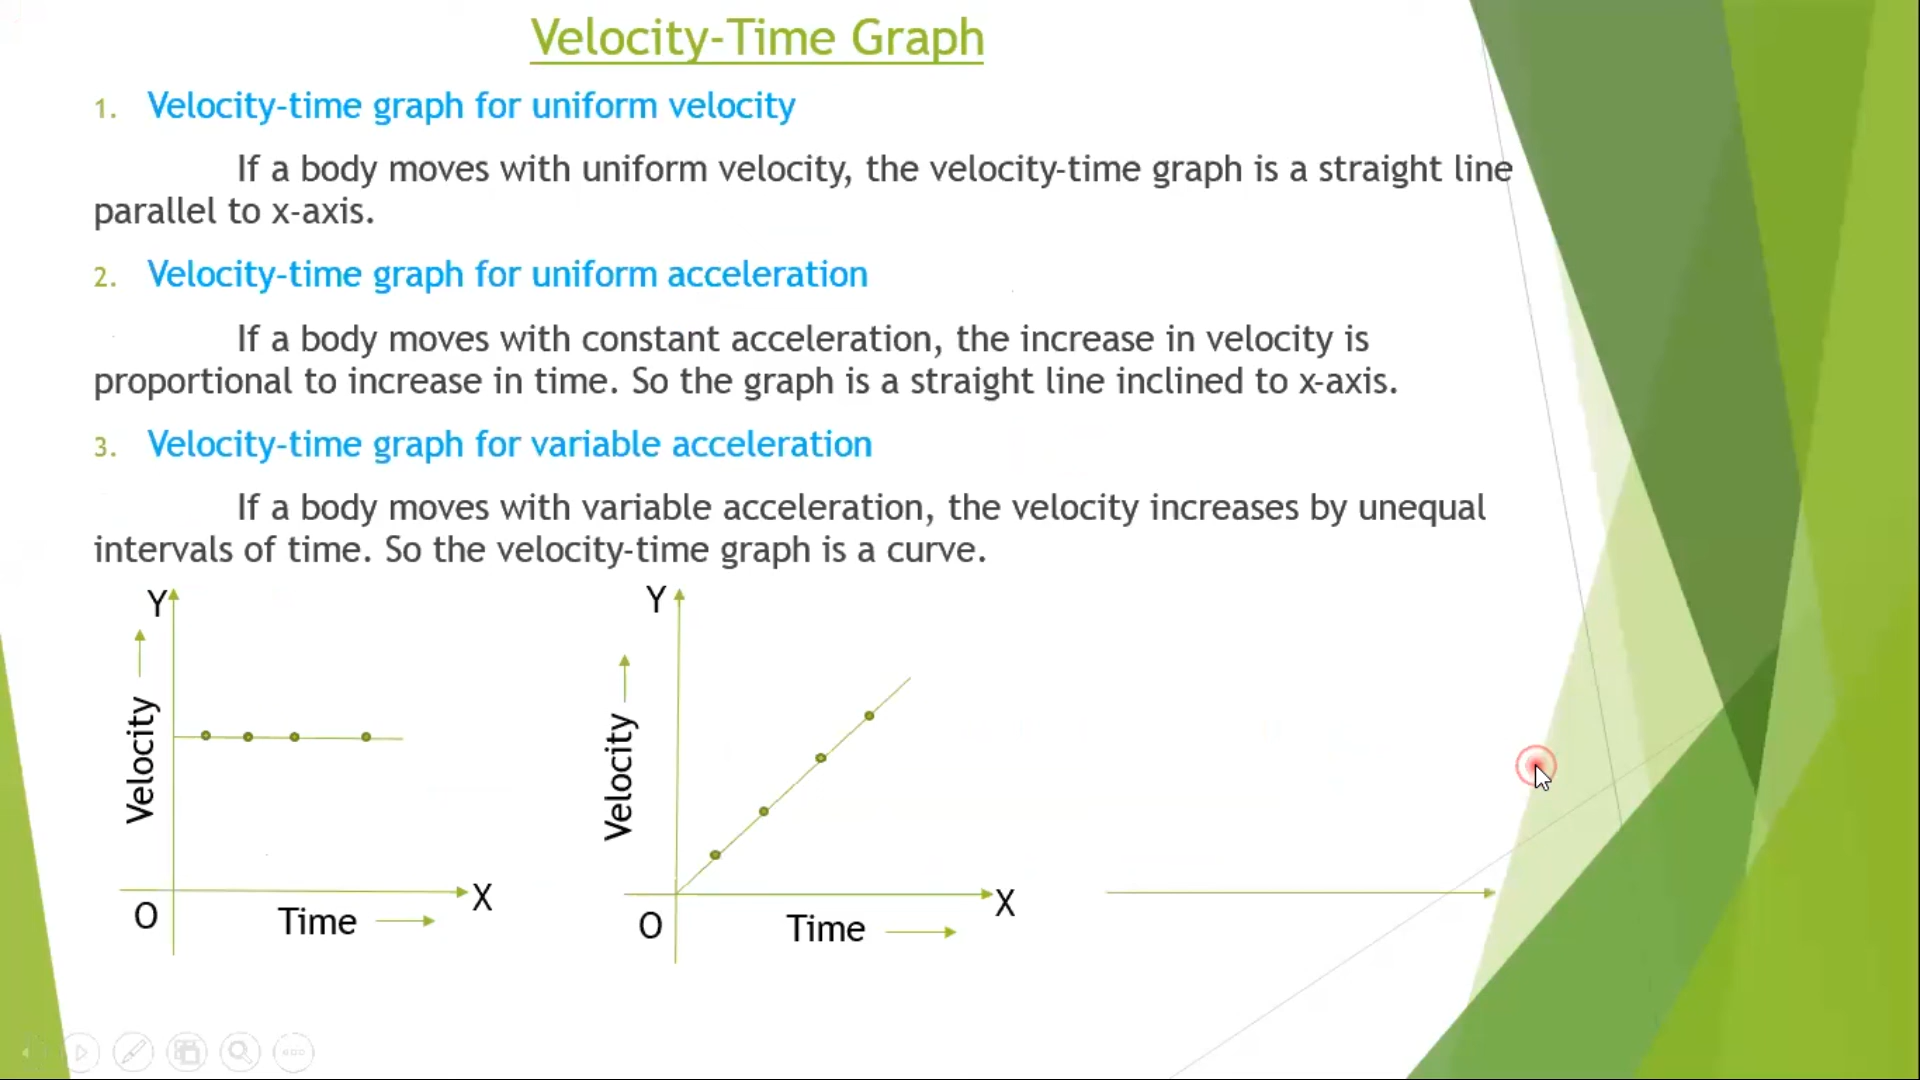 Velocity-Time Graph
1. Velocity-time graph for uniform velocity
If a body moves with uniform velocity, the velocity-time graph is a straight line
parallel to x-axis.
2. Velocity-time graph for uniform acceleration
If a body moves with constant acceleration, the increase in velocity is
proportional to increase in time. So the graph is a straight line inclined to x-axis.
3. Velocity-time graph for variable acceleration
If a body moves with variable acceleration, the velocity increases by unequal
intervals of time. So the velocity-time graph is a curve.
Y
Velocity
O
Time
X
Y
Velocity
O
Time
X